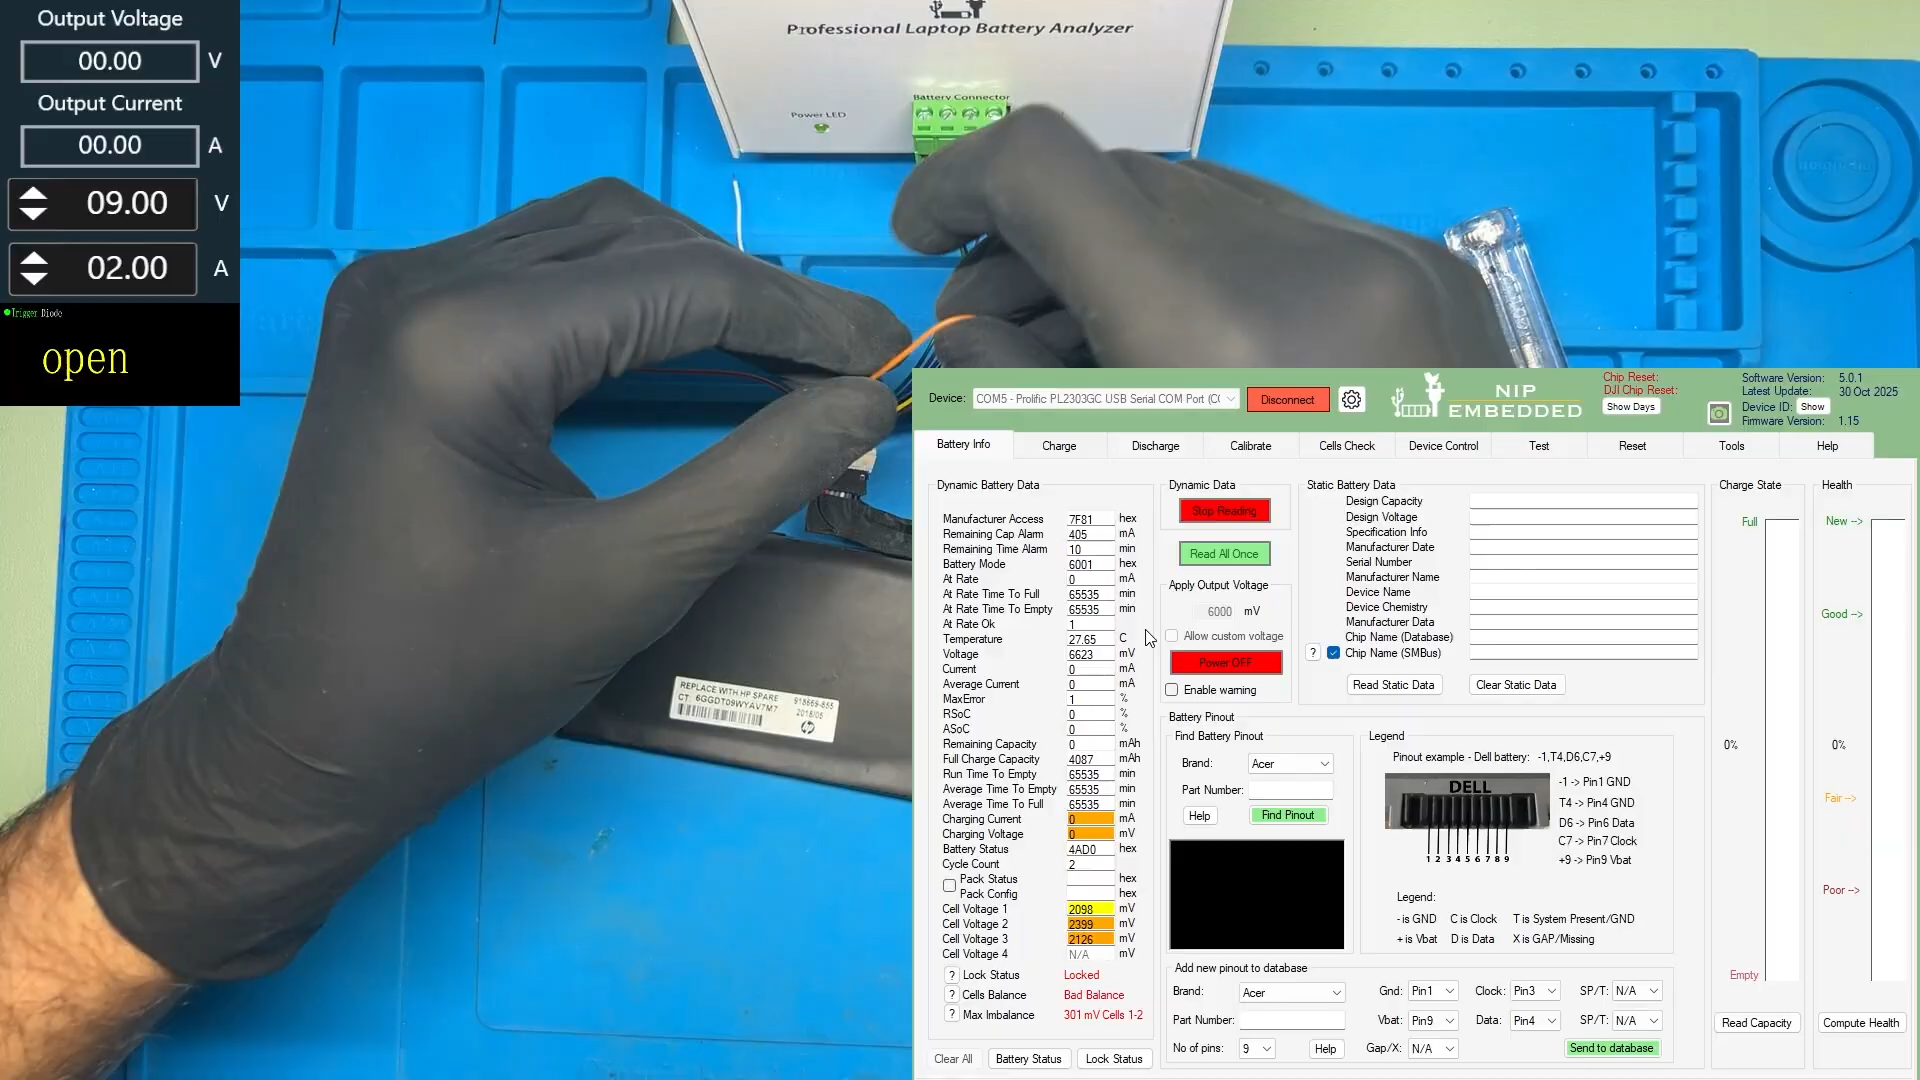 Output Voltage
00.00 V
Output Current
00.00 A
09.00 V
02.00 A
Trigger Diode
open
Professional Laptop Battery Analyzer
Battery Connector
Power LED
REPLACE WITH HP SPARE 918669-855
CT: 6GGDT09WYAV7M7 2018/05
hp
Device: COM5 - Prolific PL2303GC USB Serial COM Port (C
Disconnect
NIP
EMBEDDED
Chip Reset:
DJI Chip Reset:
Show Days
Software Version: 5.0.1
Latest Update: 30 Oct 2025
Device ID: Show
Firmware Version: 1.15
Battery Info Charge Discharge Calibrate Cells Check Device Control Test Reset Tools Help
Dynamic Battery Data
Manufacturer Access 7F81 hex
Remaining Cap Alarm 405 mA
Remaining Time Alarm 10 min
Battery Mode 6001 hex
At Rate 0 mA
At Rate Time To Full 65535 min
At Rate Time To Empty 65535 min
At Rate Ok 1
Temperature 27.65 C
Voltage 6623 mV
Current 0 mA
Average Current 0 mA
MaxError 1 %
RSoC 0 %
ASoC 0 %
Remaining Capacity 0 mAh
Full Charge Capacity 4087 mAh
Run Time To Empty 65535 min
Average Time To Empty 65535 min
Average Time To Full 65535 min
Charging Current 0 mA
Charging Voltage 0 mV
Battery Status 4AD0 hex
Cycle Count 2
Pack Status hex
Pack Config hex
Cell Voltage 1 2098 mV
Cell Voltage 2 2399 mV
Cell Voltage 3 2126 mV
Cell Voltage 4 N/A mV
? Lock Status Locked
? Cells Balance Bad Balance
? Max Imbalance 301 mV Cells 1-2
Clear All Battery Status Lock Status
Dynamic Data
Stop Reading
Read All Once
Apply Output Voltage
6000 mV
Allow custom voltage
Power OFF
Enable warning
Static Battery Data
Design Capacity
Design Voltage
Specification Info
Manufacturer Date
Serial Number
Manufacturer Name
Device Name
Device Chemistry
Manufacturer Data
Chip Name (Database)
? Chip Name (SMBus)
Read Static Data Clear Static Data
Battery Pinout
Find Battery Pinout
Brand: Acer
Part Number:
Help Find Pinout
Legend
Pinout example - Dell battery: -1,T4,D6,C7,+9
DELL
1 2 3 4 5 6 7 8 9
-1 -> Pin1 GND
T4 -> Pin4 GND
D6 -> Pin6 Data
C7 -> Pin7 Clock
+9 -> Pin9 Vbat
Legend:
- is GND C is Clock T is System Present/GND
+ is Vbat D is Data X is GAP/Missing
Add new pinout to database
Brand: Acer Gnd: Pin1 Clock: Pin3 SP/T: N/A
Part Number: Vbat: Pin9 Data: Pin4 SP/T: N/A
No of pins: 9 Help Gap/X: N/A Send to database
Charge State
Full
0%
Empty
Read Capacity
Health
New -->
Good -->
0%
Fair -->
Poor -->
Compute Health